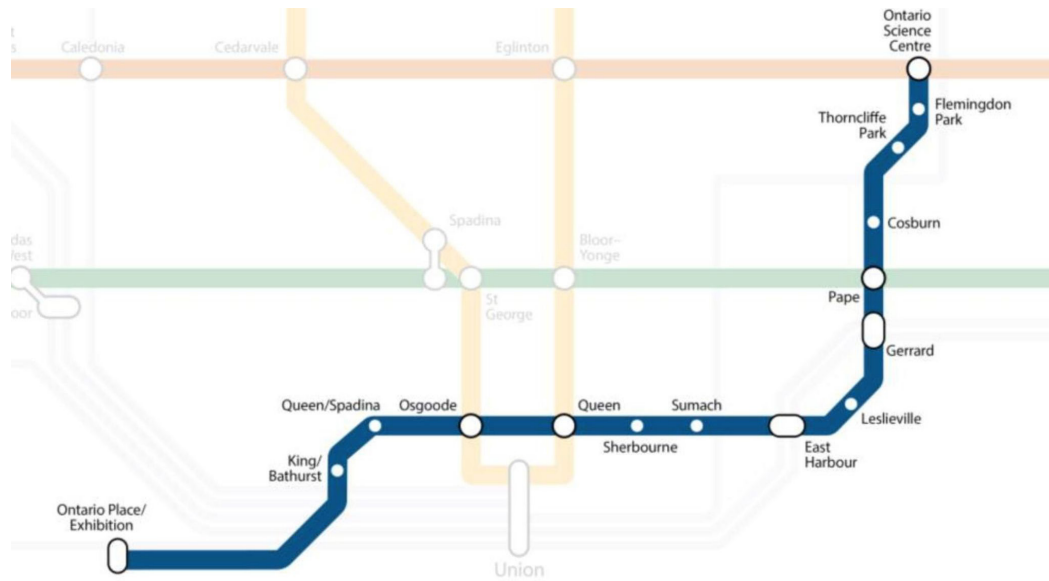 Ontario
Science
Centre
Caledonia
Cedarvale
Eglinton
Flemingdon
Park
Thorncliffe
Park
Spadina
Cosburn
Bloor–
Yonge
St
George
Pape
Gerrard
Queen/Spadina
Osgoode
Queen
Sumach
Leslieville
Sherbourne
East
Harbour
King/
Bathurst
Ontario Place/
Exhibition
Union